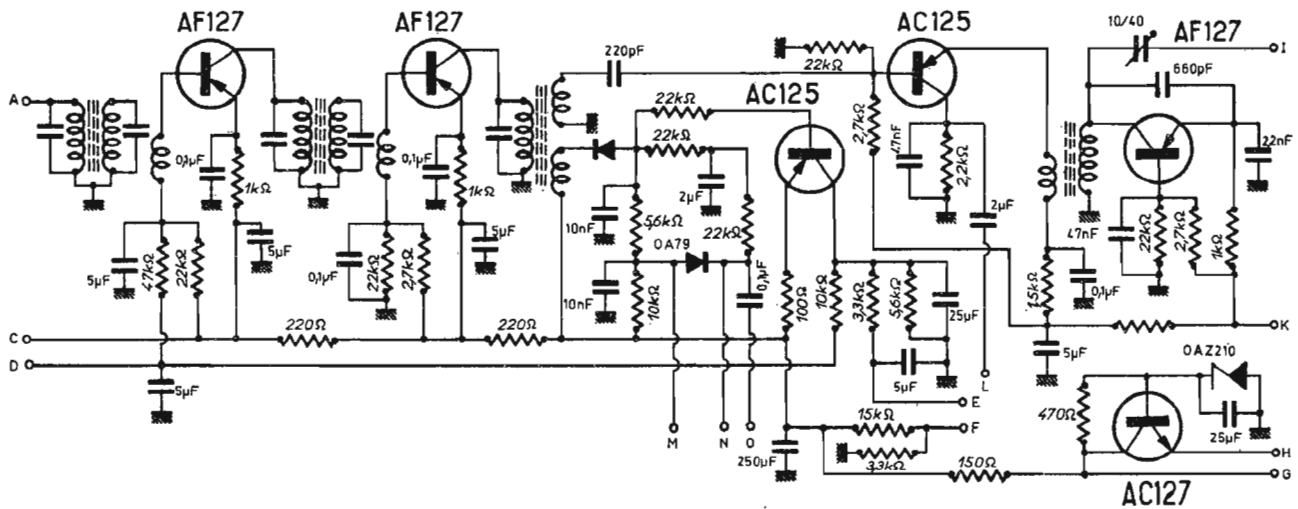 AF127
AF127
AC125
10/40
AF127
I
220pF
22kΩ
660pF
AC125
A
22kΩ
2,7kΩ
22kΩ
47nF
2,2kΩ
22nF
0,1µF
1kΩ
0,1µF
1kΩ
2µF
10nF
5,6kΩ
22kΩ
2µF
47nF
22kΩ
2,7kΩ
1kΩ
OA79
5µF
47kΩ
22kΩ
5µF
0,1µF
22kΩ
2,7kΩ
5µF
10nF
10kΩ
0,1µF
100Ω
10kΩ
3,3kΩ
5,6kΩ
25µF
1,5kΩ
0,1µF
C
220Ω
220Ω
K
D
5µF
5µF
L
5µF
OAZ210
E
M
N
O
15kΩ
F
470Ω
25µF
250µF
3,3kΩ
H
150Ω
G
AC127